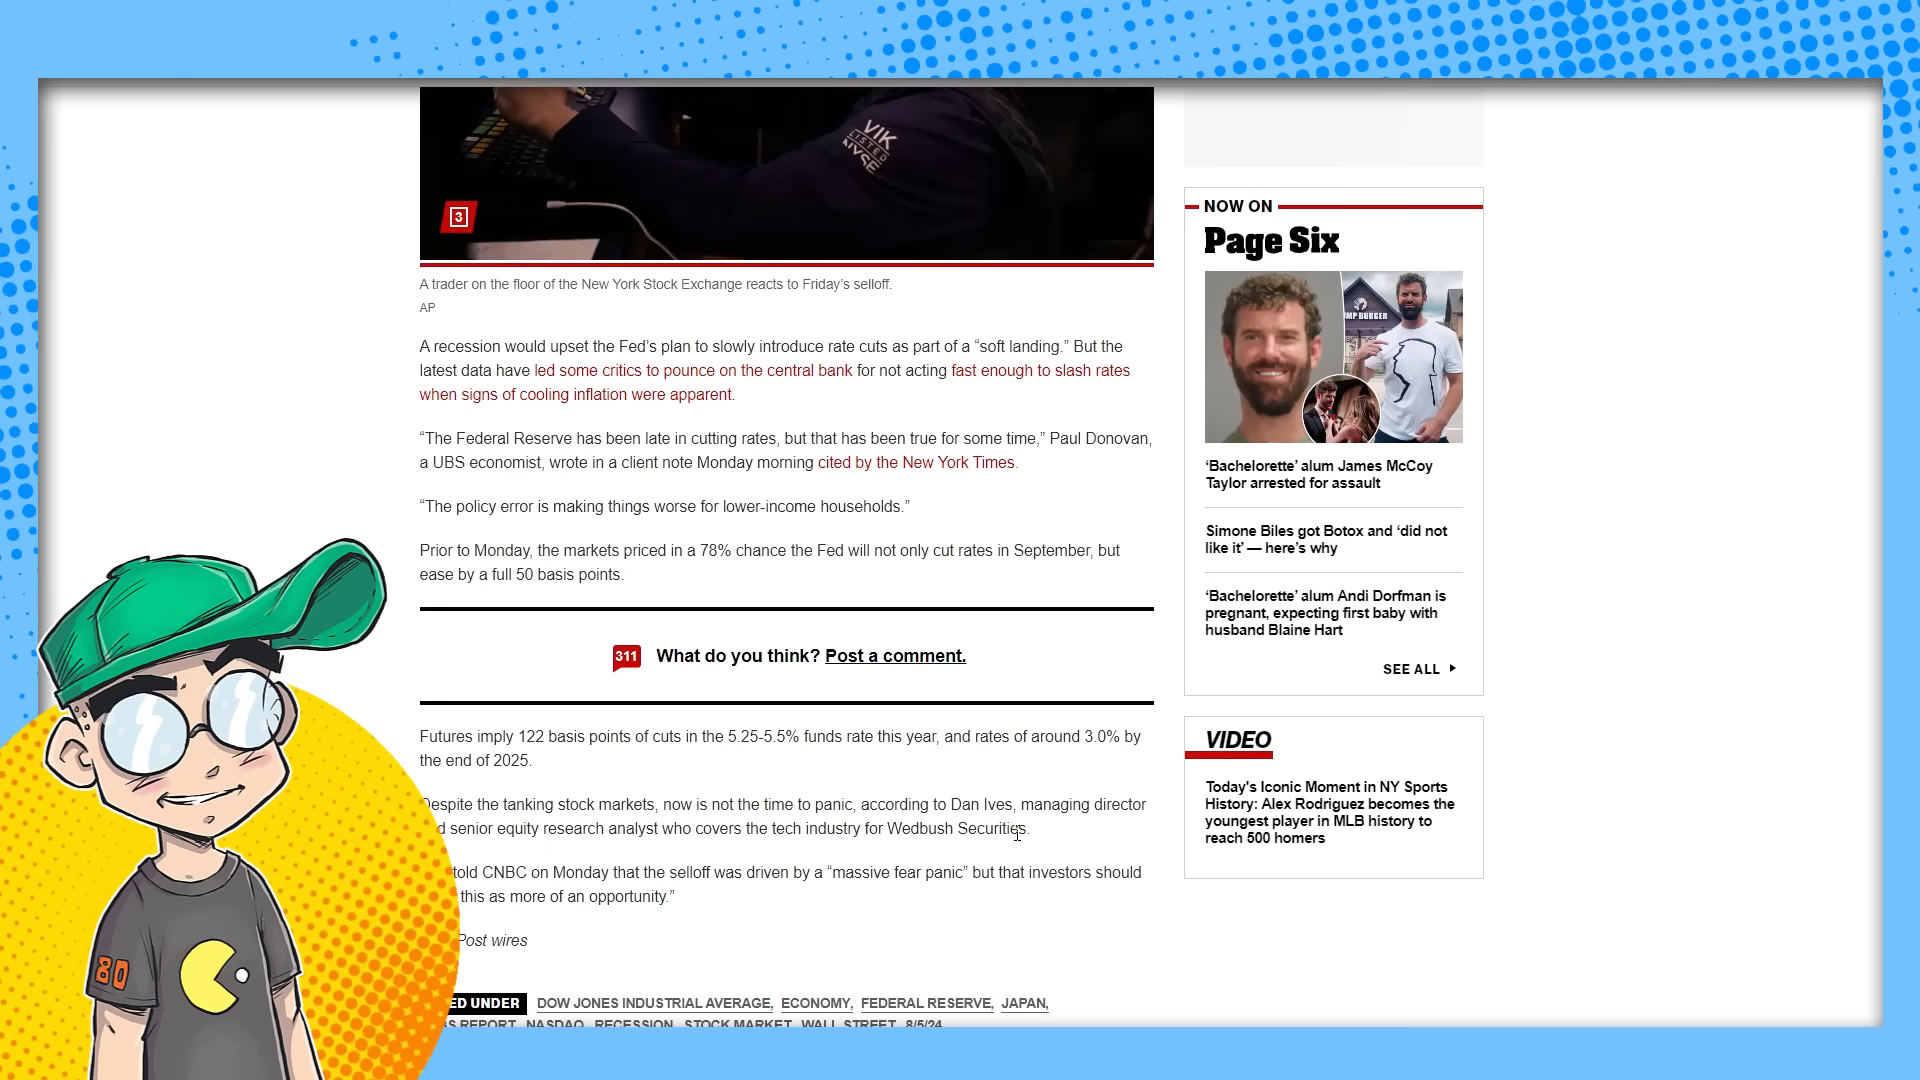 VIK
LISTED
NYSE
3
A trader on the floor of the New York Stock Exchange reacts to Friday’s selloff.
AP
A recession would upset the Fed’s plan to slowly introduce rate cuts as part of a “soft landing.” But the
latest data have led some critics to pounce on the central bank for not acting fast enough to slash rates
when signs of cooling inflation were apparent.
“The Federal Reserve has been late in cutting rates, but that has been true for some time,” Paul Donovan,
a UBS economist, wrote in a client note Monday morning cited by the New York Times.
“The policy error is making things worse for lower-income households.”
Prior to Monday, the markets priced in a 78% chance the Fed will not only cut rates in September, but
ease by a full 50 basis points.
311 What do you think? Post a comment.
Futures imply 122 basis points of cuts in the 5.25-5.5% funds rate this year, and rates of around 3.0% by
the end of 2025.
Despite the tanking stock markets, now is not the time to panic, according to Dan Ives, managing director
d senior equity research analyst who covers the tech industry for Wedbush Securities.
told CNBC on Monday that the selloff was driven by a “massive fear panic” but that investors should
this as more of an opportunity.”
Post wires
ED UNDER DOW JONES INDUSTRIAL AVERAGE, ECONOMY, FEDERAL RESERVE, JAPAN,
S REPORT, NASDAQ, RECESSION, STOCK MARKET, WALL STREET, 8/5/24
NOW ON
Page Six
MP BURGER
‘Bachelorette’ alum James McCoy
Taylor arrested for assault
Simone Biles got Botox and ‘did not
like it’ — here’s why
‘Bachelorette’ alum Andi Dorfman is
pregnant, expecting first baby with
husband Blaine Hart
SEE ALL
VIDEO
Today's Iconic Moment in NY Sports
History: Alex Rodriguez becomes the
youngest player in MLB history to
reach 500 homers
80